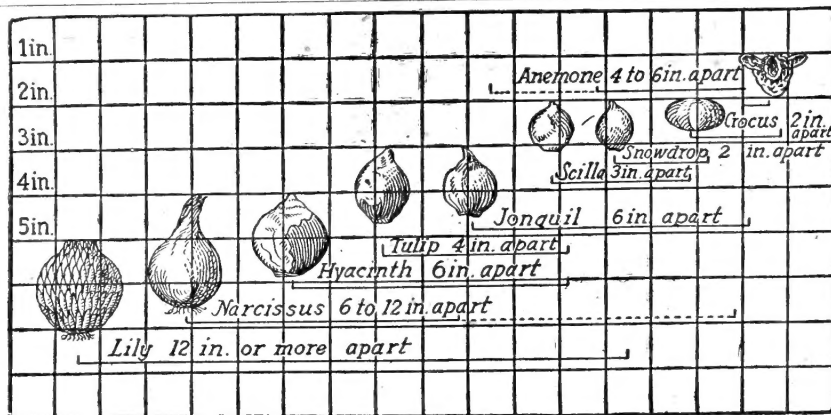 1in.
Anemone 4 to 6in. apart
2in.
Crocus 2 in. apart
3in.
Snowdrop 2 in. apart
Scilla 3in. apart
4in.
Jonquil 6in apart
5in.
Tulip 4 in. apart
Hyacinth 6in. apart
Narcissus 6 to 12 in. apart
Lily 12 in. or more apart